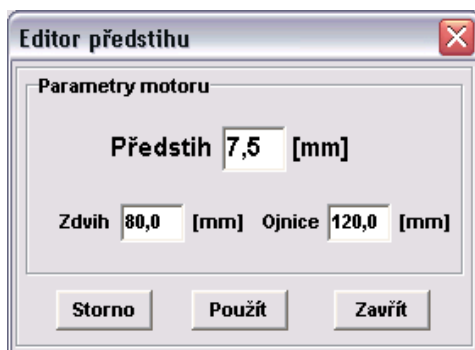 Editor předstihu
Parametry motoru
Předstih 7,5 [mm]
Zdvih 80,0 [mm] Ojnice 120,0 [mm]
Storno Použít Zavřít